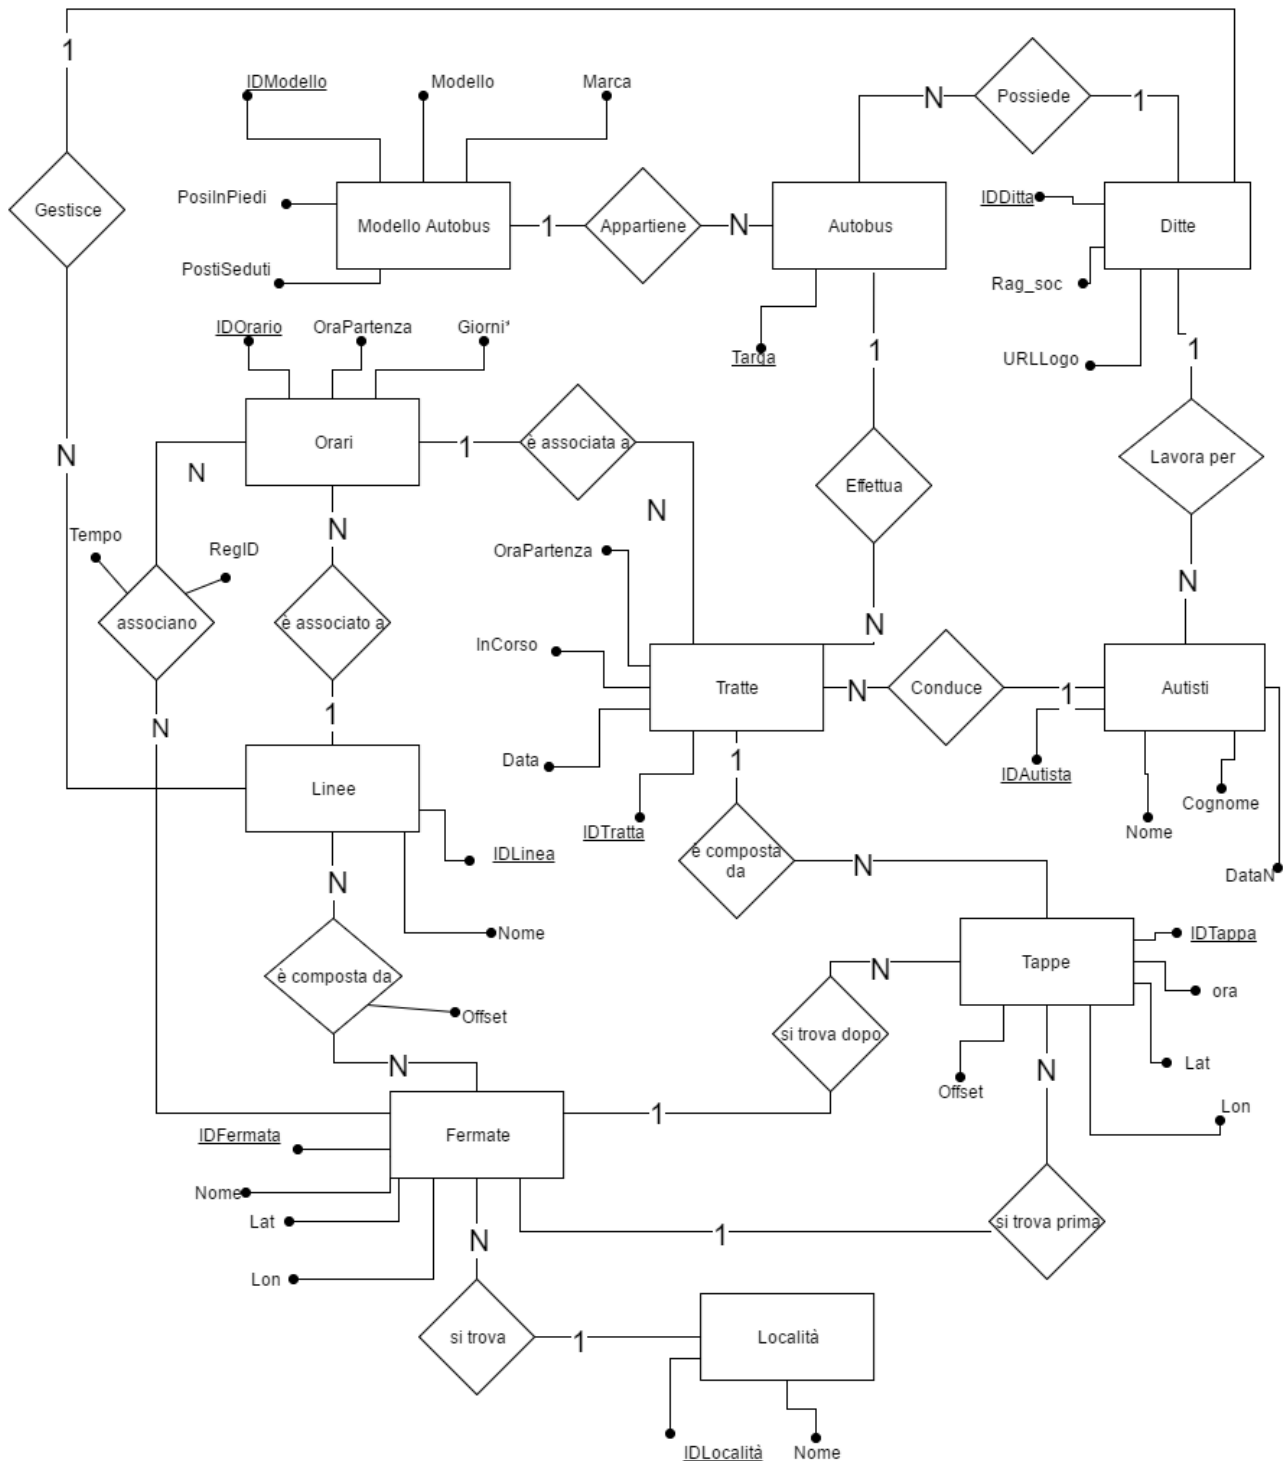 1
IDModello
Modello
Marca
N
Possiede
1
Gestisce
PosiInPiedi
Modello Autobus
1
Appartiene
N
Autobus
IDDitta
Ditte
PostiSeduti
Rag_soc
IDOrario
OraPartenza
Giorni*
Targa
1
1
URLLogo
N
Orari
1
è associata a
N
Lavora per
Effettua
N
N
Tempo
RegID
OraPartenza
N
associano
è associato a
N
InCorso
Tratte
N
Conduce
1
Autisti
N
1
Data
1
IDAutista
Linee
Cognome
IDTratta
Nome
è composta
da
IDLinea
N
DataN
N
Nome
IDTappa
è composta da
N
Tappe
ora
Offset
si trova dopo
N
Offset
N
Lat
1
Lon
IDFermata
Fermate
Nome
Lat
N
1
si trova prima
Lon
si trova
1
Località
IDLocalità
Nome